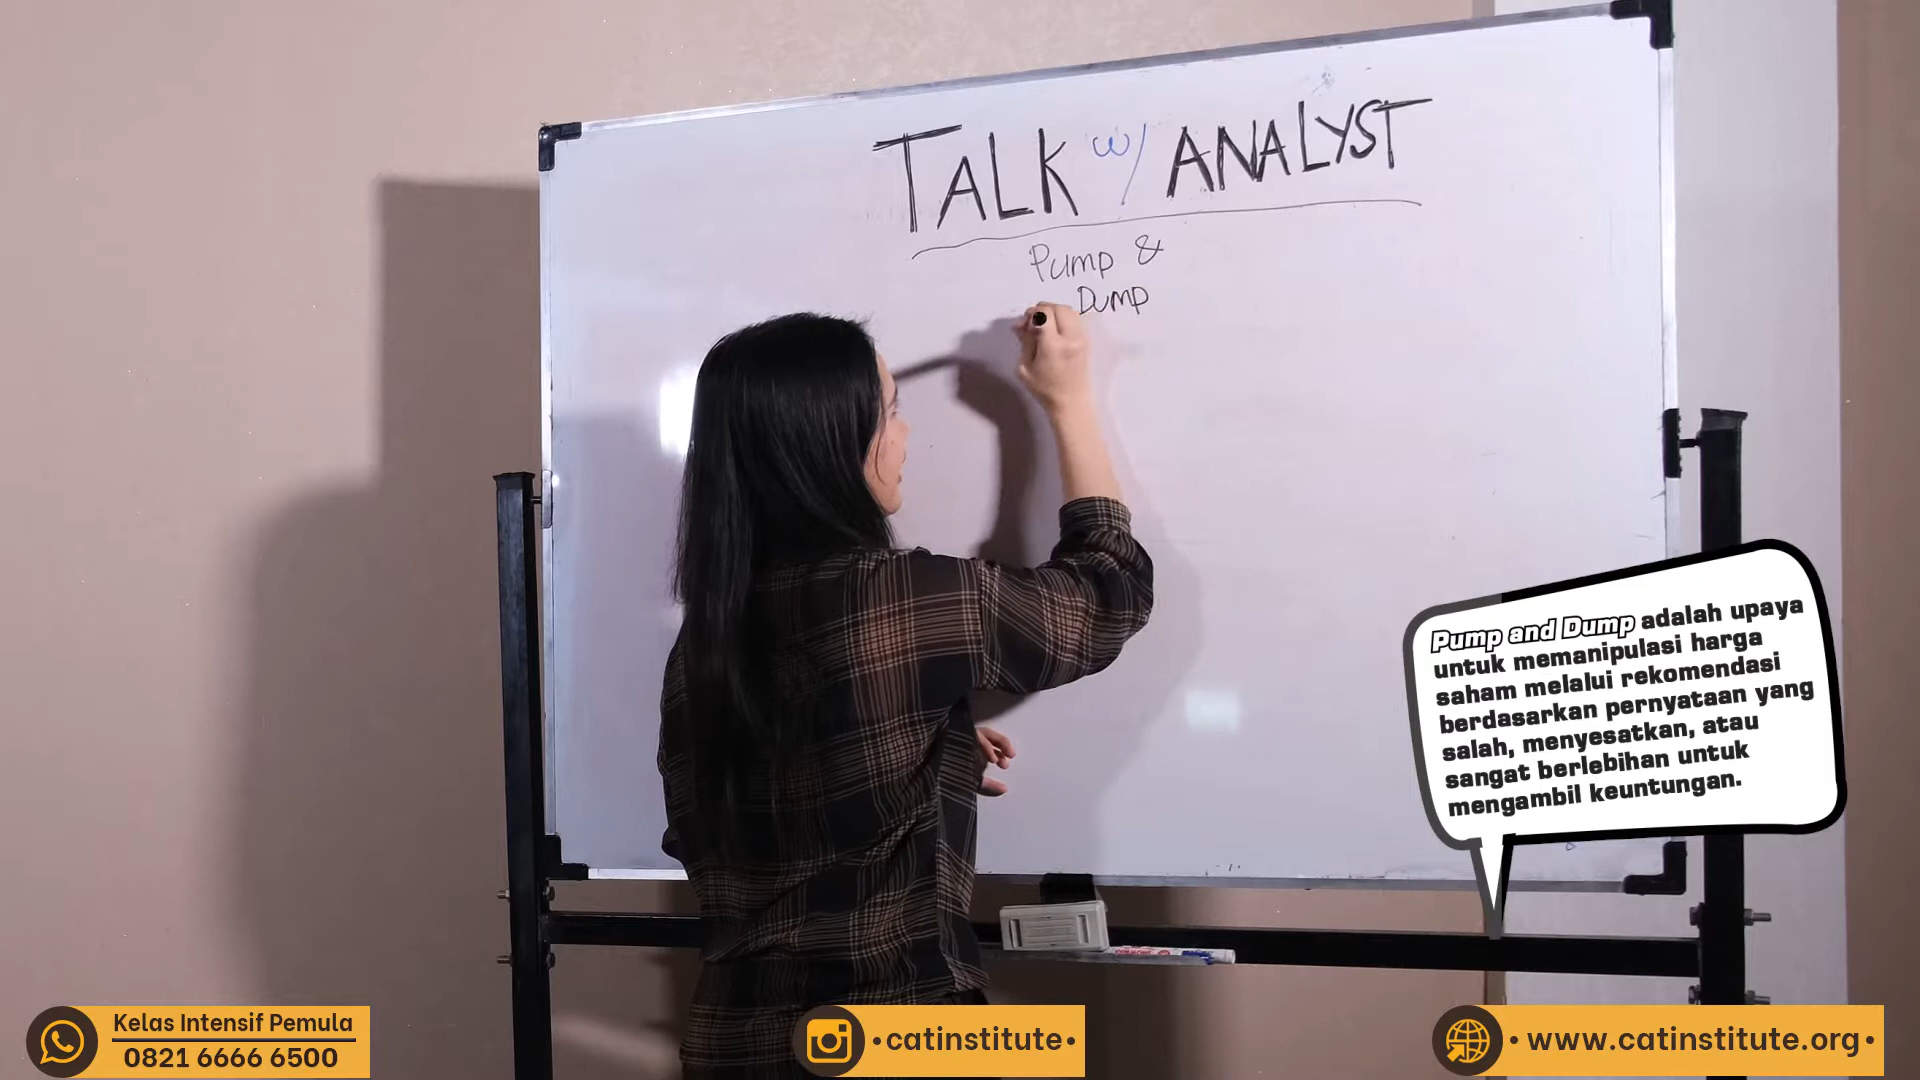 TALK w/ ANALYST
Pump &
Dump
Pump and Dump adalah upaya
untuk memanipulasi harga
saham melalui rekomendasi
berdasarkan pernyataan yang
salah, menyesatkan, atau
sangat berlebihan untuk
mengambil keuntungan.
Kelas Intensif Pemula
0821 6666 6500
•catinstitute•
• www.catinstitute.org •